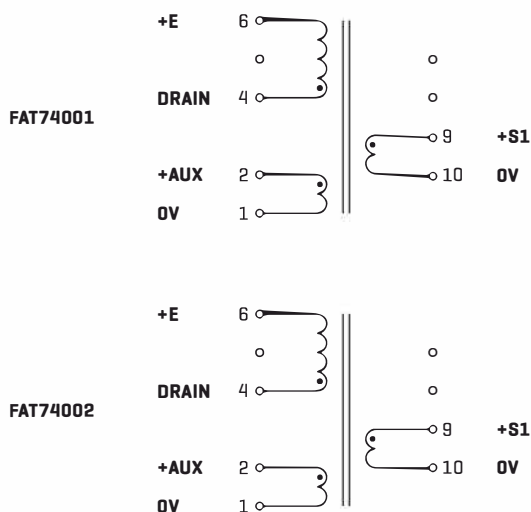 +E 6
DRAIN 4
FAT74001
9 +S1
+AUX 2 10 0V
0V 1
+E 6
DRAIN 4
FAT74002
9 +S1
+AUX 2 10 0V
0V 1